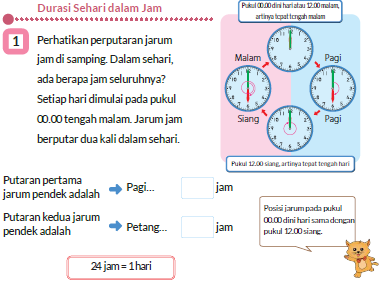 Durasi Sehari dalam Jam
1
Perhatikan perputaran jarum
jam di samping. Dalam sehari,
ada berapa jam seluruhnya?
Setiap hari dimulai pada pukul
00.00 tengah malam. Jarum jam
berputar dua kali dalam sehari.
Pukul 00.00 dini hari atau 12.00 malam,
artinya tepat tengah malam
Malam
Pagi
Siang
Pagi
Pukul 12.00 siang, artinya tepat tengah hari
Putaran pertama
jarum pendek adalah
Pagi...
jam
Putaran kedua jarum
pendek adalah
Petang...
jam
24 jam = 1 hari
Posisi jarum pada pukul
00.00 dini hari sama dengan
pukul 12.00 siang.